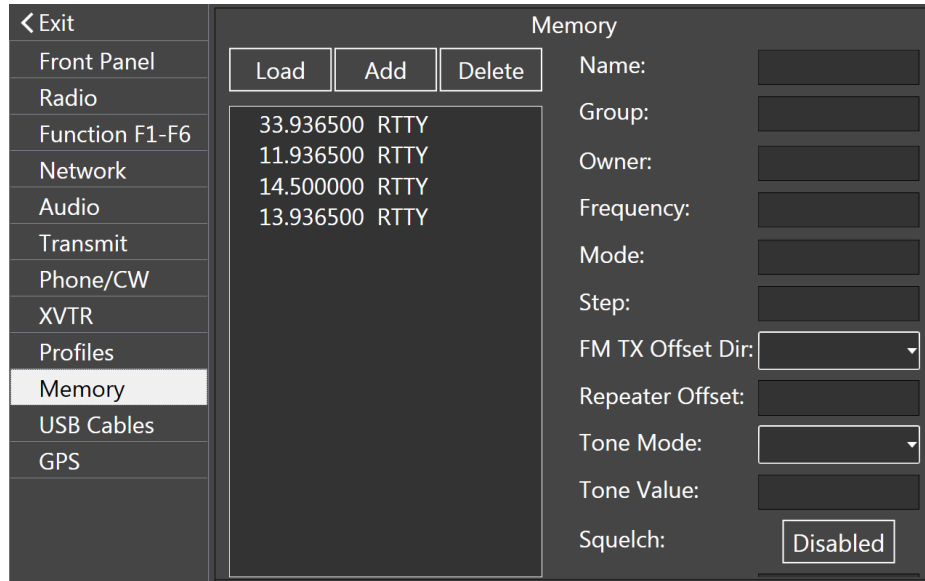 Exit
Front Panel
Radio
Function F1-F6
Network
Audio
Transmit
Phone/CW
XVTR
Profiles
Memory
USB Cables
GPS
Memory
Load Add Delete
33.936500 RTTY
11.936500 RTTY
14.500000 RTTY
13.936500 RTTY
Name:
Group:
Owner:
Frequency:
Mode:
Step:
FM TX Offset Dir:
Repeater Offset:
Tone Mode:
Tone Value:
Squelch: Disabled